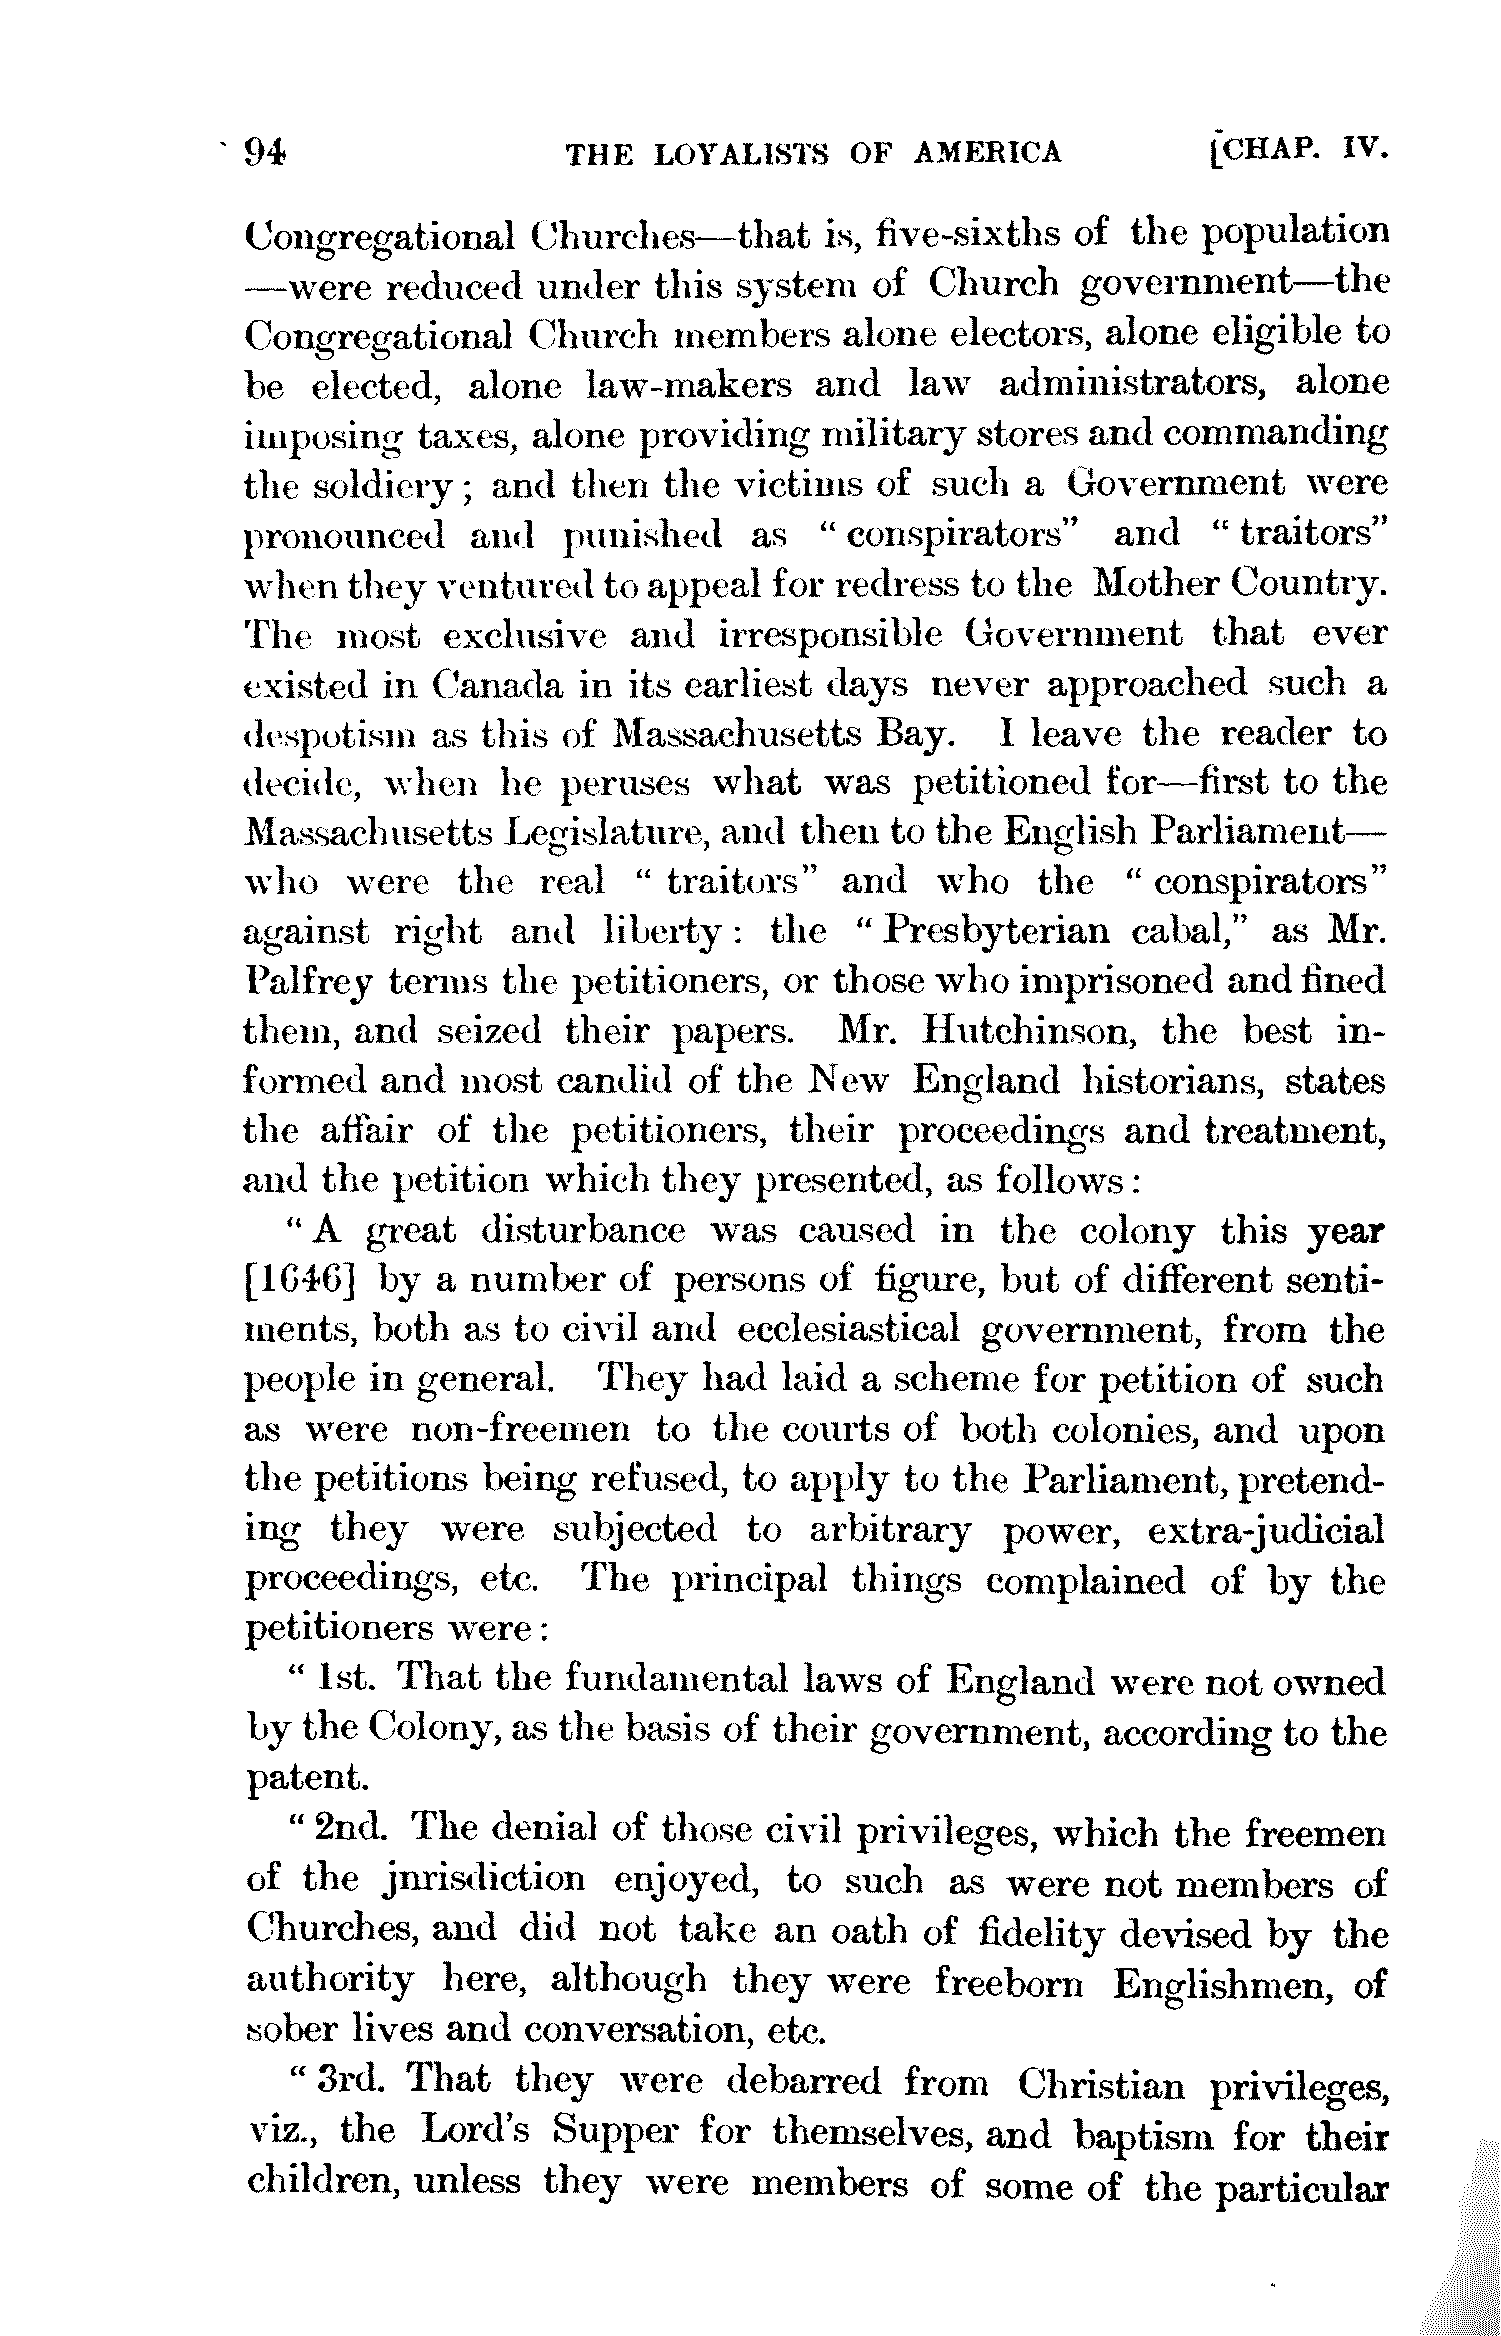 94 THE LOYALISTS OF AMERICA [CHAP. IV.
Congregational Churches—that is, five-sixths of the population
—were reduced under this system of Church government—the
Congregational Church members alone electors, alone eligible to
be elected, alone law-makers and law administrators, alone
imposing taxes, alone providing military stores and commanding
the soldiery; and then the victims of such a Government were
pronounced and punished as "conspirators" and "traitors"
when they ventured to appeal for redress to the Mother Country.
The most exclusive and irresponsible Government that ever
existed in Canada in its earliest days never approached such a
despotism as this of Massachusetts Bay. I leave the reader to
decide, when he peruses what was petitioned for—first to the
Massachusetts Legislature, and then to the English Parliament—
who were the real "traitors" and who the "conspirators"
against right and liberty: the "Presbyterian cabal," as Mr.
Palfrey terms the petitioners, or those who imprisoned and fined
them, and seized their papers. Mr. Hutchinson, the best in-
formed and most candid of the New England historians, states
the affair of the petitioners, their proceedings and treatment,
and the petition which they presented, as follows:
"A great disturbance was caused in the colony this year
[1646] by a number of persons of figure, but of different senti-
ments, both as to civil and ecclesiastical government, from the
people in general. They had laid a scheme for petition of such
as were non-freemen to the courts of both colonies, and upon
the petitions being refused, to apply to the Parliament, pretend-
ing they were subjected to arbitrary power, extra-judicial
proceedings, etc. The principal things complained of by the
petitioners were:
"1st. That the fundamental laws of England were not owned
by the Colony, as the basis of their government, according to the
patent.
"2nd. The denial of those civil privileges, which the freemen
of the jnrisdiction enjoyed, to such as were not members of
Churches, and did not take an oath of fidelity devised by the
authority here, although they were freeborn Englishmen, of
sober lives and conversation, etc.
"3rd. That they were debarred from Christian privileges,
viz., the Lord's Supper for themselves, and baptism for their
children, unless they were members of some of the particular